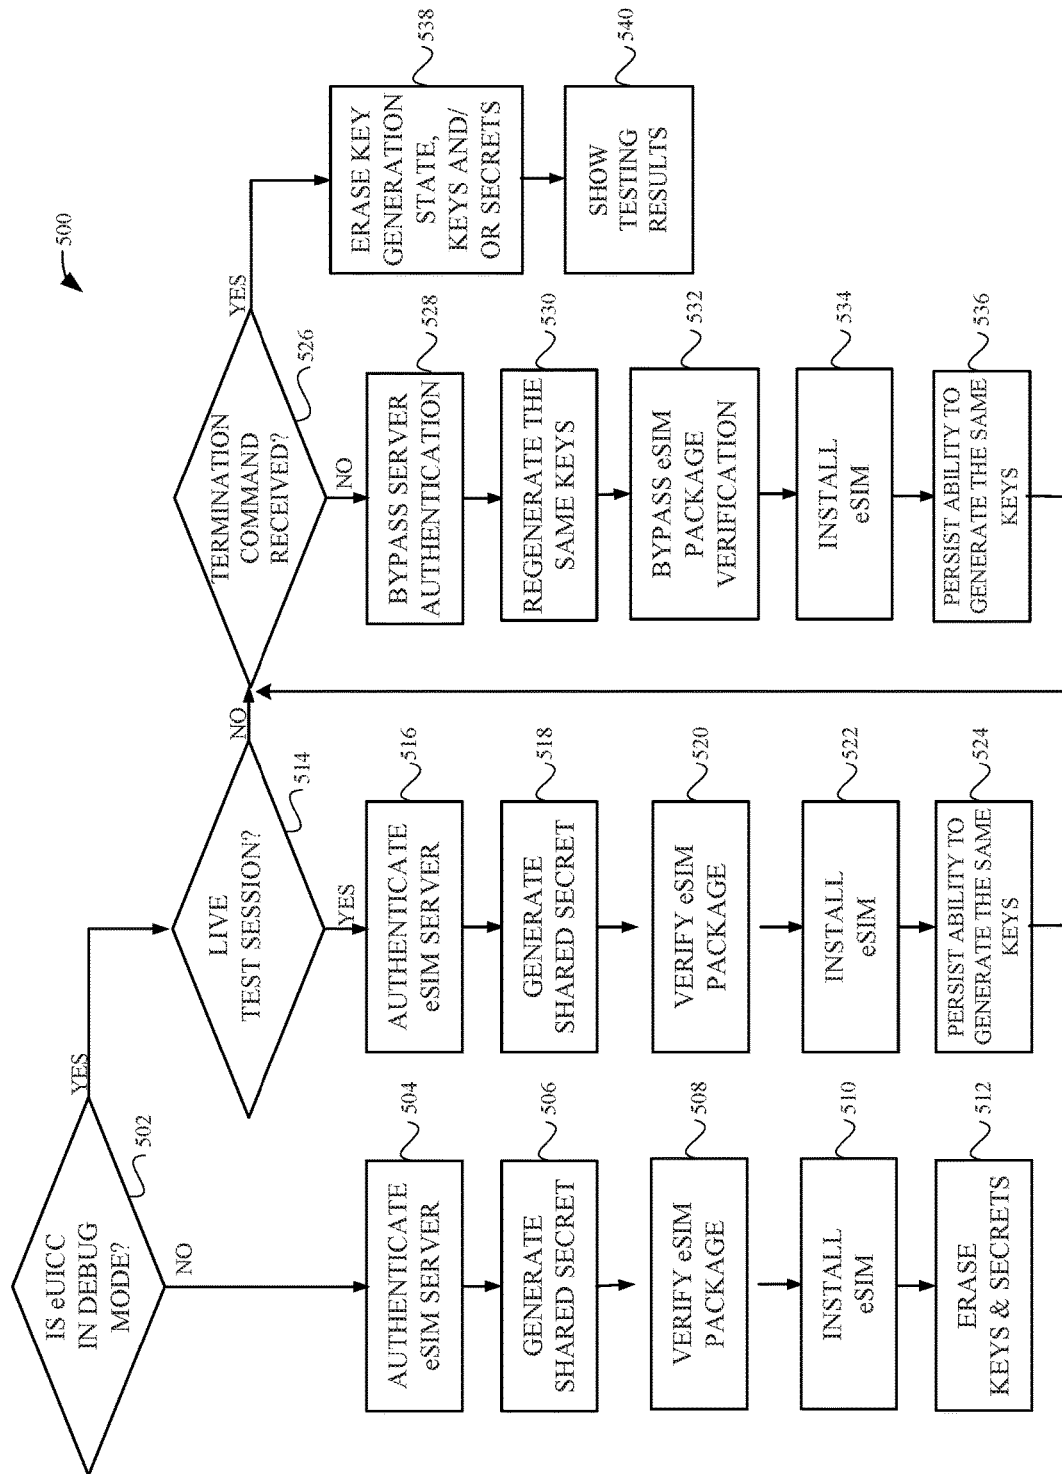 500
IS eUICC
IN DEBUG
MODE?
502
YES
NO
AUTHENTICATE
eSIM SERVER
504
GENERATE
SHARED SECRET
506
VERIFY eSIM
PACKAGE
508
INSTALL
eSIM
510
ERASE
KEYS & SECRETS
512
LIVE
TEST SESSION?
514
NO
YES
AUTHENTICATE
eSIM SERVER
516
GENERATE
SHARED SECRET
518
VERIFY eSIM
PACKAGE
520
INSTALL
eSIM
522
PERSIST ABILITY TO
GENERATE THE SAME
KEYS
524
TERMINATION
COMMAND
RECEIVED?
526
YES
NO
BYPASS SERVER
AUTHENTICATION
528
REGENERATE THE
SAME KEYS
530
BYPASS eSIM
PACKAGE
VERIFICATION
532
INSTALL
eSIM
534
PERSIST ABILITY TO
GENERATE THE SAME
KEYS
536
ERASE KEY
GENERATION
STATE,
KEYS AND/
OR SECRETS
538
SHOW
TESTING
RESULTS
540